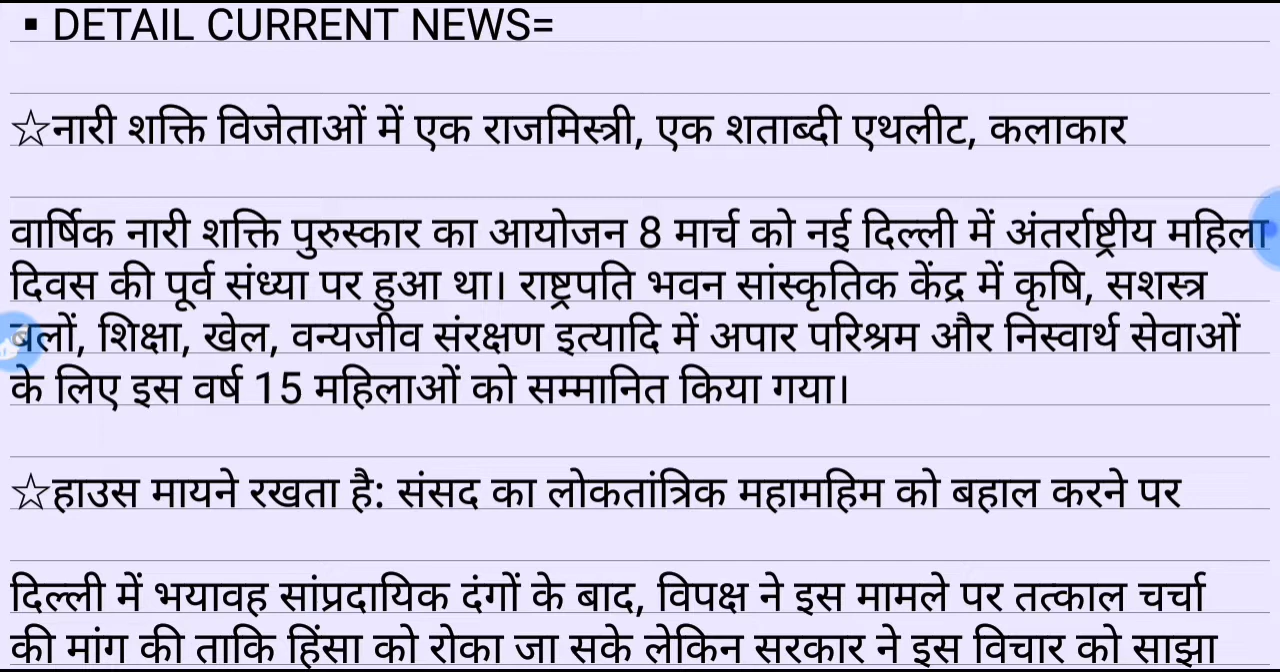 ▪ DETAIL CURRENT NEWS=
☆नारी शक्ति विजेताओं में एक राजमिस्त्री, एक शताब्दी एथलीट, कलाकार
वार्षिक नारी शक्ति पुरुस्कार का आयोजन 8 मार्च को नई दिल्ली में अंतर्राष्ट्रीय महिला
दिवस की पूर्व संध्या पर हुआ था। राष्ट्रपति भवन सांस्कृतिक केंद्र में कृषि, सशस्त्र
बलों, शिक्षा, खेल, वन्यजीव संरक्षण इत्यादि में अपार परिश्रम और निस्वार्थ सेवाओं
के लिए इस वर्ष 15 महिलाओं को सम्मानित किया गया।
☆हाउस मायने रखता है: संसद का लोकतांत्रिक महामहिम को बहाल करने पर
दिल्ली में भयावह सांप्रदायिक दंगों के बाद, विपक्ष ने इस मामले पर तत्काल चर्चा
की मांग की ताकि हिंसा को रोका जा सके लेकिन सरकार ने इस विचार को साझा